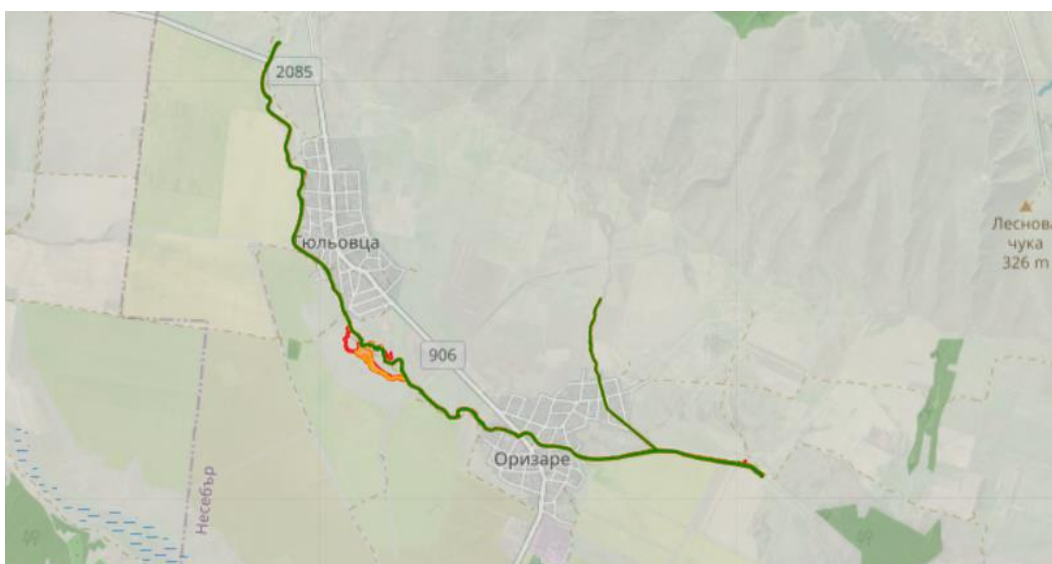 2085
Гюльовца
Леснова
чука
326 m
906
Оризаре
Несебър